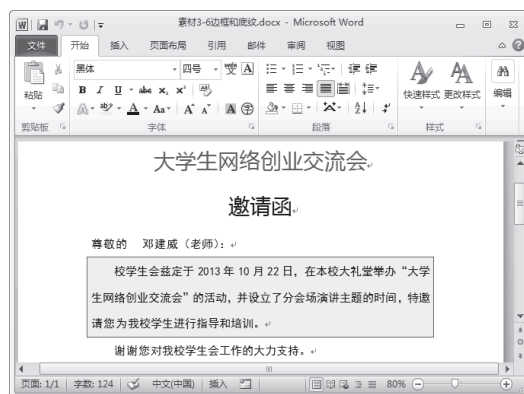 素材3-6边框和底纹.docx - Microsoft Word
文件 开始 插入 页面布局 引用 邮件 审阅 视图
黑体 四号
粘贴 快速样式 更改样式 编辑
剪贴板 字体 段落 样式
大学生网络创业交流会
邀请函
尊敬的 邓建威（老师）：
校学生会兹定于 2013 年 10 月 22 日，在本校大礼堂举办“大学
生网络创业交流会”的活动，并设立了分会场演讲主题的时间，特邀
请您为我校学生进行指导和培训。
谢谢您对我校学生会工作的大力支持。
页面: 1/1 字数: 124 中文(中国) 插入 80%